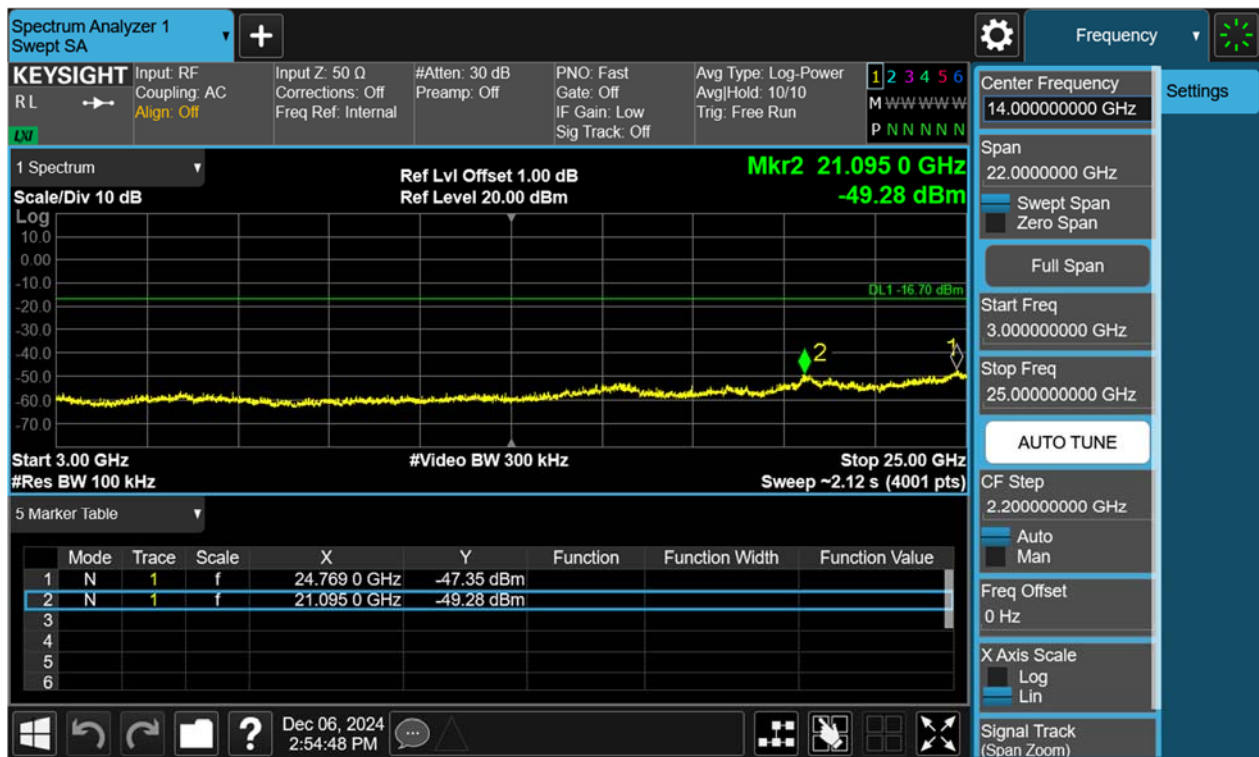 Spectrum Analyzer 1
Swept SA
Frequency
KEYSIGHT
R L
LXI
Input: RF
Coupling: AC
Align: Off
Input Z: 50 Ω
Corrections: Off
Freq Ref: Internal
#Atten: 30 dB
Preamp: Off
PNO: Fast
Gate: Off
IF Gain: Low
Sig Track: Off
Avg Type: Log-Power
Avg|Hold: 10/10
Trig: Free Run
1 2 3 4 5 6
M W W W W W
P N N N N N
1 Spectrum
Scale/Div 10 dB
Ref Lvl Offset 1.00 dB
Ref Level 20.00 dBm
Mkr2 21.095 0 GHz
-49.28 dBm
Log
10.0
0.00
-10.0
-20.0
-30.0
-40.0
-50.0
-60.0
-70.0
DL1 -16.70 dBm
2
1
Start 3.00 GHz
#Res BW 100 kHz
#Video BW 300 kHz
Stop 25.00 GHz
Sweep ~2.12 s (4001 pts)
5 Marker Table
Mode Trace Scale X Y Function Function Width Function Value
1 N 1 f 24.769 0 GHz -47.35 dBm
2 N 1 f 21.095 0 GHz -49.28 dBm
3
4
5
6
?
Dec 06, 2024
2:54:48 PM
Center Frequency
14.000000000 GHz
Span
22.0000000 GHz
Swept Span
Zero Span
Full Span
Start Freq
3.000000000 GHz
Stop Freq
25.000000000 GHz
AUTO TUNE
CF Step
2.200000000 GHz
Auto
Man
Freq Offset
0 Hz
X Axis Scale
Log
Lin
Signal Track
(Span Zoom)
Settings